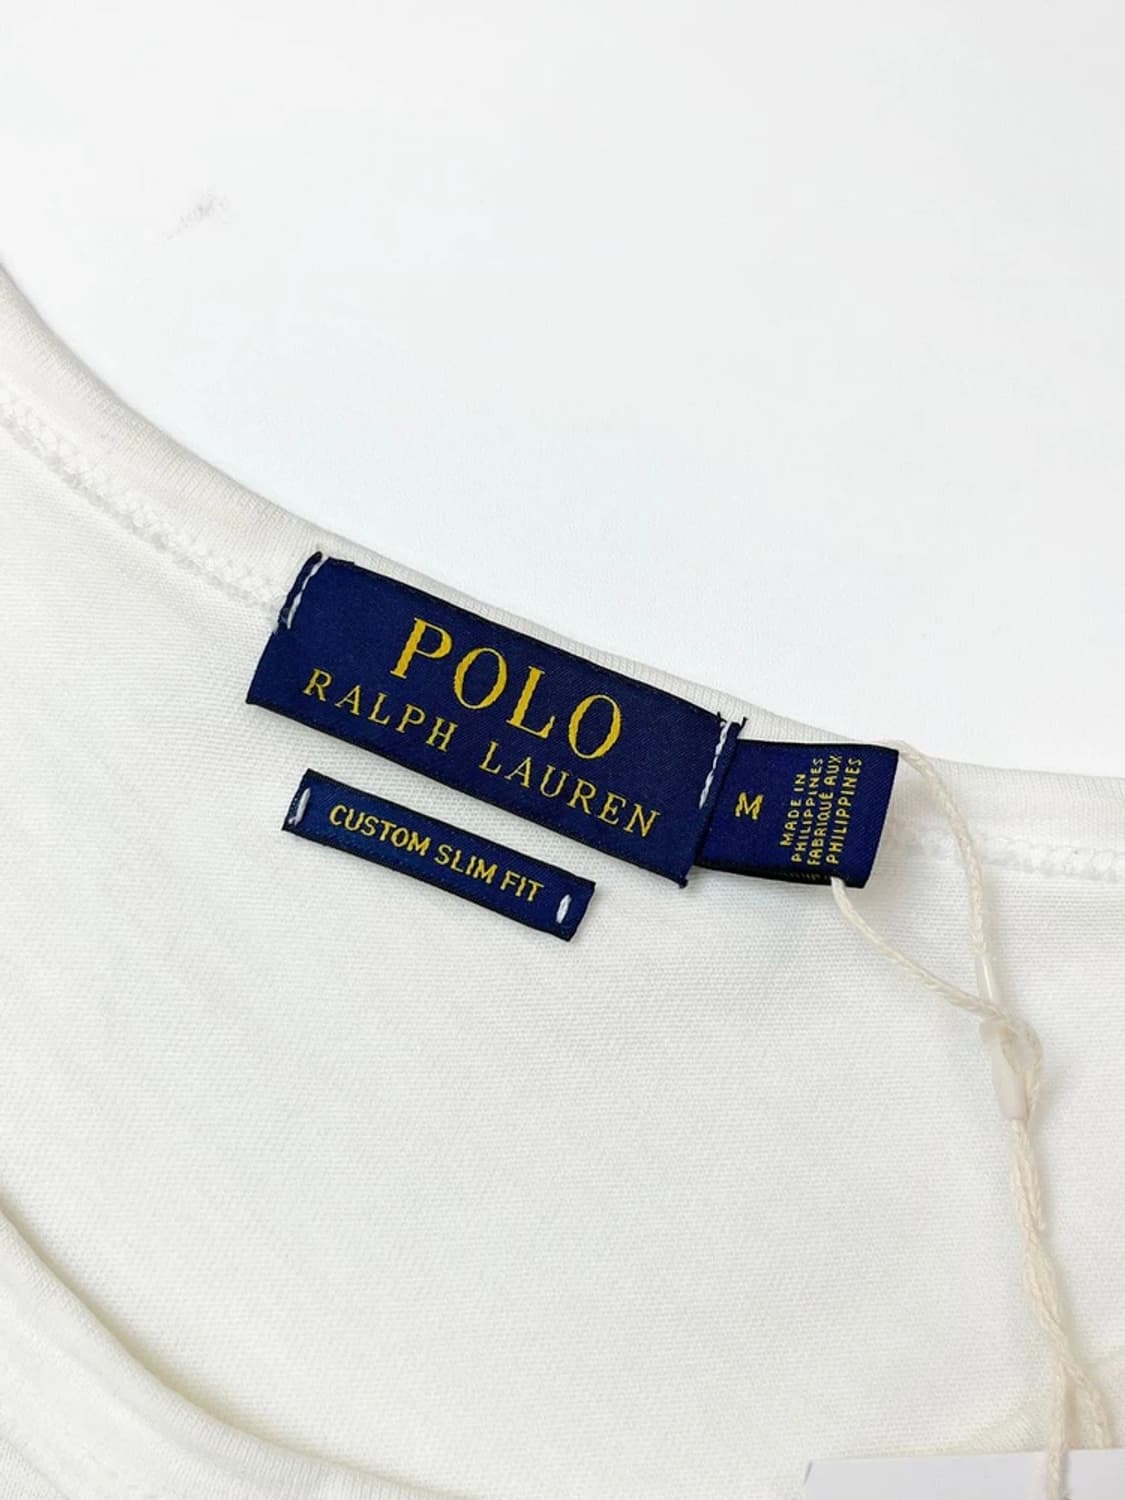 POLO
RALPH LAUREN
M
MADE IN
PHILIPPINES
FABRIQUÉ AUX
PHILIPPINES
CUSTOM SLIM FIT